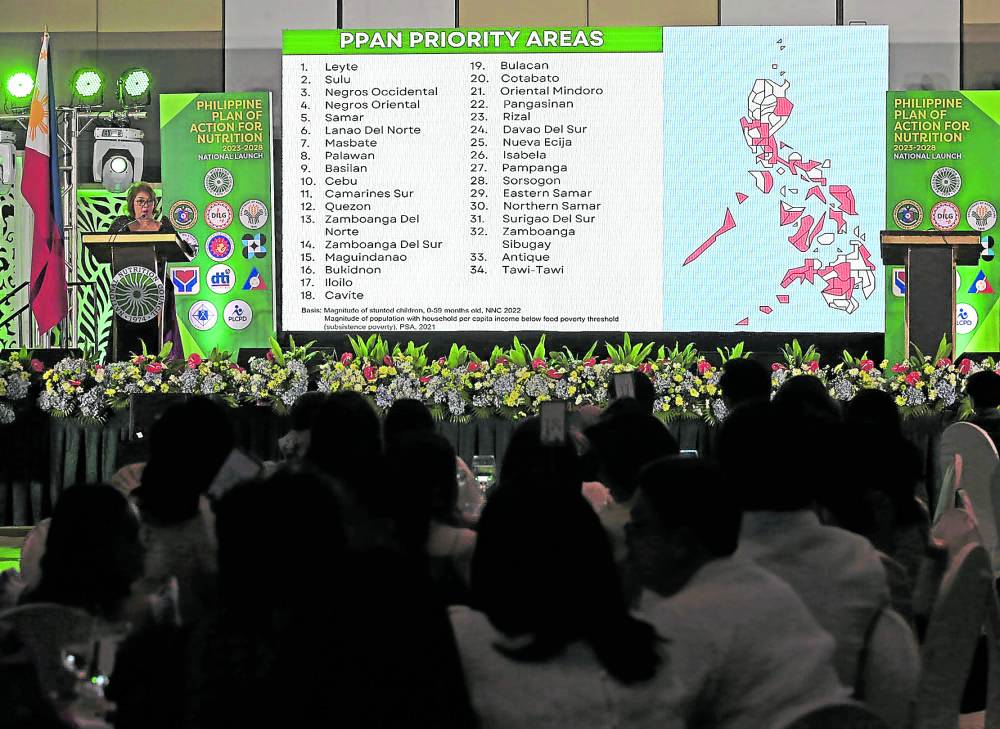 PPAN PRIORITY AREAS
1. Leyte
2. Sulu
3. Negros Occidental
4. Negros Oriental
5. Samar
6. Lanao Del Norte
7. Masbate
8. Palawan
9. Basilan
10. Cebu
11. Camarines Sur
12. Quezon
13. Zamboanga Del
Norte
14. Zamboanga Del Sur
15. Maguindanao
16. Bukidnon
17. Iloilo
18. Cavite
19. Bulacan
20. Cotabato
21. Oriental Mindoro
22. Pangasinan
23. Rizal
24. Davao Del Sur
25. Nueva Ecija
26. Isabela
27. Pampanga
28. Sorsogon
29. Eastern Samar
30. Northern Samar
31. Surigao Del Sur
32. Zamboanga
Sibugay
33. Antique
34. Tawi-Tawi
Basis: Magnitude of stunted children, 0-59 months old, NNC 2022
Magnitude of population with household per capita income below food poverty threshold
(subsistence poverty), PSA, 2021
PHILIPPINE
PLAN OF
ACTION FOR
NUTRITION
2023-2028
NATIONAL LAUNCH
DILG
dti
PLCPD
NUTRITION
PHILIPPINE
PLAN OF
ACTION FOR
NUTRITION
2023-2028
NATIONAL LAUNCH
DILG
PLCPD